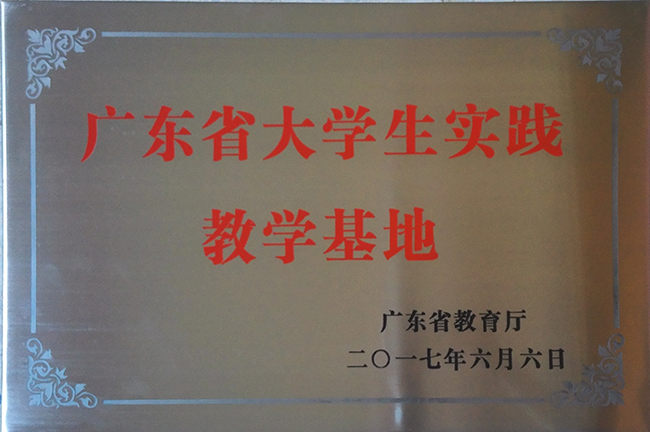 广东省大学生实践
教学基地
广东省教育厅
二〇一七年六月六日